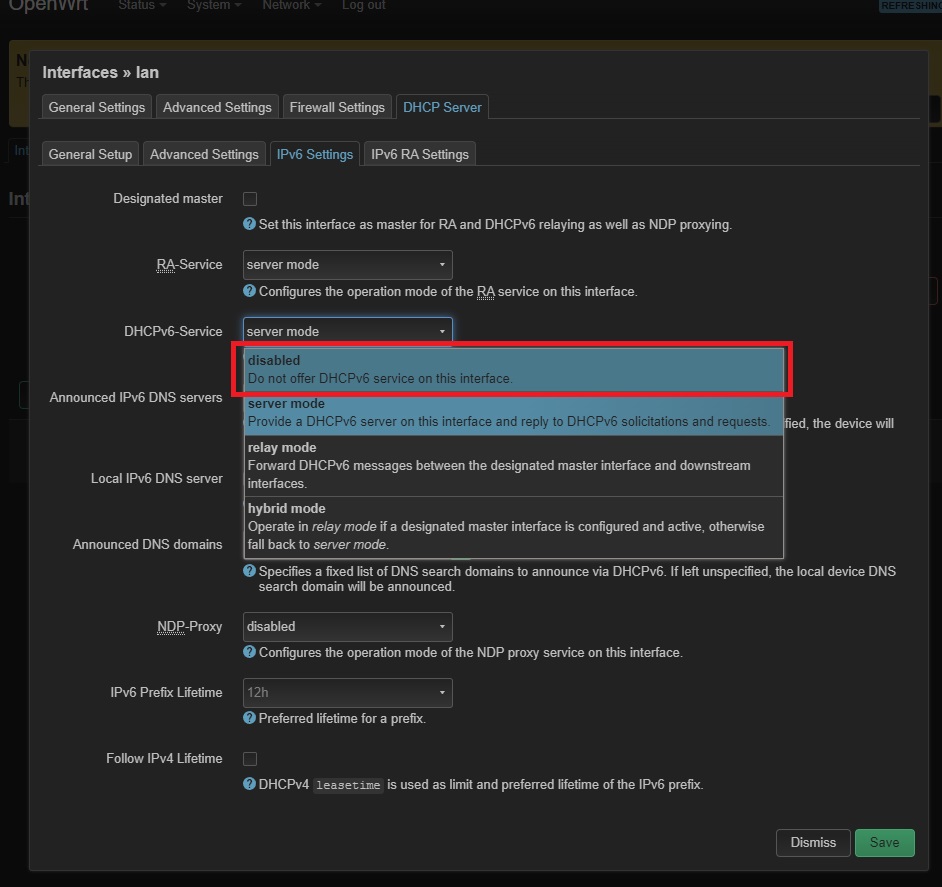 OpenWrt Status System Network Log out REFRESHING
N
Th
Int
Int
Interfaces » lan
General Settings Advanced Settings Firewall Settings DHCP Server
General Setup Advanced Settings IPv6 Settings IPv6 RA Settings
Designated master
Set this interface as master for RA and DHCPv6 relaying as well as NDP proxying.
RA-Service server mode
Configures the operation mode of the RA service on this interface.
DHCPv6-Service server mode
disabled
Do not offer DHCPv6 service on this interface.
Announced IPv6 DNS servers
server mode
Provide a DHCPv6 server on this interface and reply to DHCPv6 solicitations and requests.
fied, the device will
relay mode
Forward DHCPv6 messages between the designated master interface and downstream
interfaces.
Local IPv6 DNS server
hybrid mode
Operate in relay mode if a designated master interface is configured and active, otherwise
fall back to server mode.
Announced DNS domains
Specifies a fixed list of DNS search domains to announce via DHCPv6. If left unspecified, the local device DNS
search domain will be announced.
NDP-Proxy disabled
Configures the operation mode of the NDP proxy service on this interface.
IPv6 Prefix Lifetime 12h
Preferred lifetime for a prefix.
Follow IPv4 Lifetime
DHCPv4 leasetime is used as limit and preferred lifetime of the IPv6 prefix.
Dismiss Save